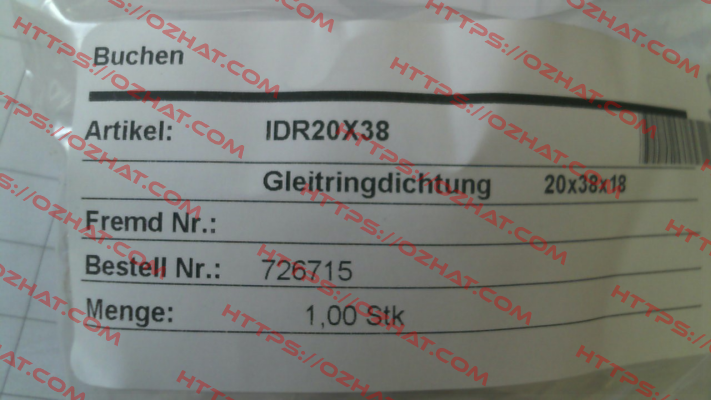 Buchen
Artikel: IDR20X38
Gleitringdichtung 20x38x18
Fremd Nr.:
Bestell Nr.: 726715
Menge: 1,00 Stk
HTTPS://OZHAT.COM